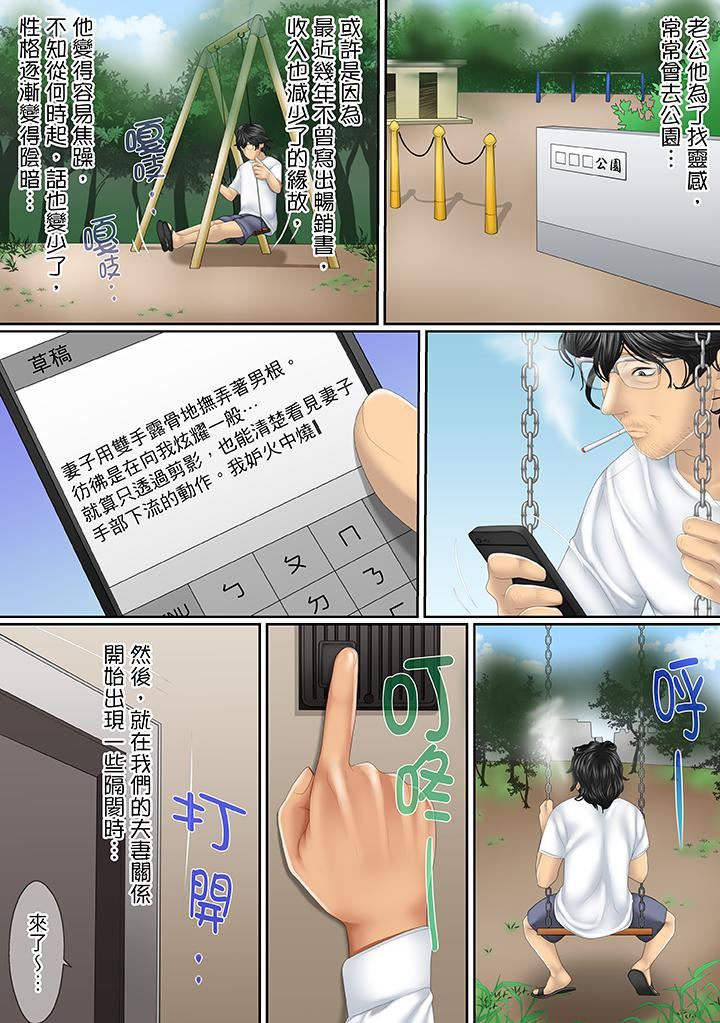 老公他為了找靈感，
常常會去公園…
□□□公園
或許是因為
最近幾年不曾寫出暢銷書，
收入也減少了的緣故，
他變得容易焦躁，
不知從何時起，話也變少了，
性格逐漸變得陰暗…
嘎吱…
嘎吱…
草稿
妻子用雙手露骨地撫弄著男根。
彷彿是在向我炫耀一般…
就算只透過剪影，也能清楚看見妻子
手部下流的動作。我妒火中燒
ㄅ
ㄆ
ㄇ
MENU
ㄉ
ㄋ
呼——
叮咚——
然後，就在我們的夫妻關係
開始出現一些隔閡時…
打開…
來了～…